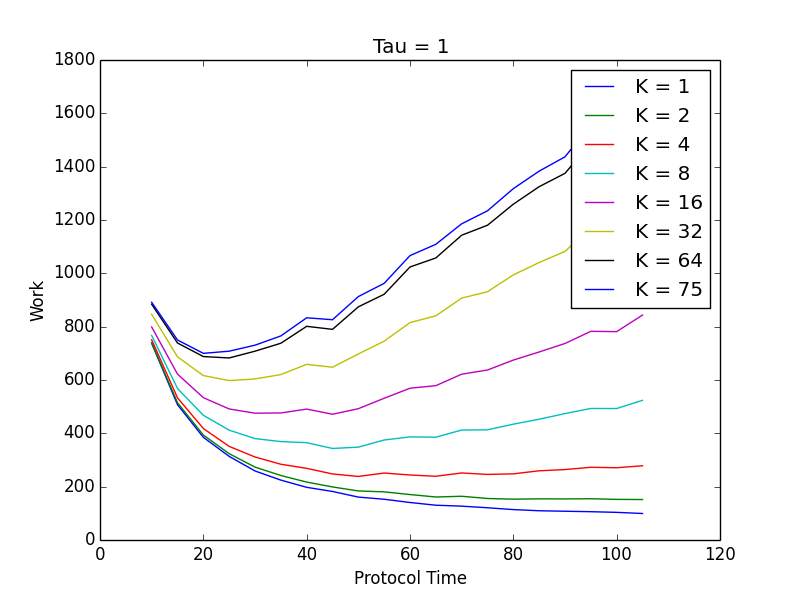 Tau = 1
1800
1600
1400
1200
1000
800
600
400
200
0
Work
0 20 40 60 80 100 120
Protocol Time
K = 1
K = 2
K = 4
K = 8
K = 16
K = 32
K = 64
K = 75